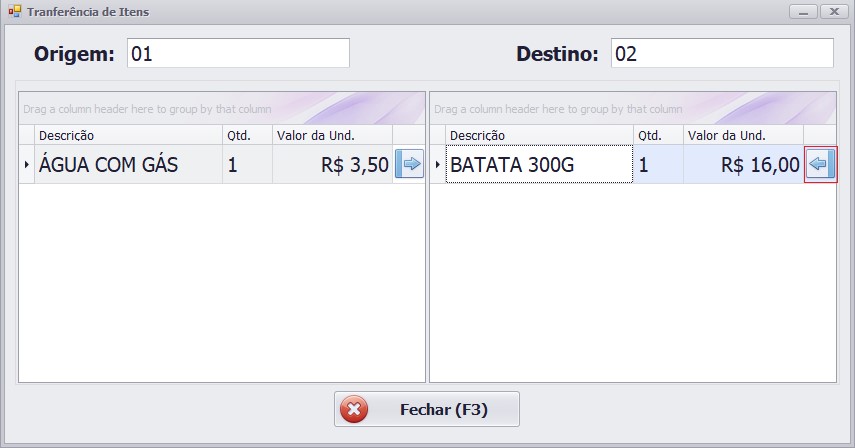 Tranferência de Itens
Origem: 01 Destino: 02
Drag a column header here to group by that column
Descrição Qtd. Valor da Und.
ÁGUA COM GÁS 1 R$ 3,50
Drag a column header here to group by that column
Descrição Qtd. Valor da Und.
BATATA 300G 1 R$ 16,00
Fechar (F3)